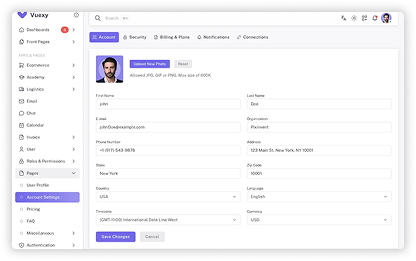 Vuexy
Search ⌘K
Dashboards 5
Front Pages
APPS & PAGES
Ecommerce
Academy
Logistics
Email
Chat
Calendar
Invoice
User
Roles & Permissions
Pages
User Profile
Account Settings
Pricing
FAQ
Miscellaneous
Authentication
Account
Security
Billing & Plans
Notifications
Connections
Upload New Photo
Reset
Allowed JPG, GIF or PNG. Max size of 800K
First Name
john
Last Name
Doe
E-mail
johnDoe@example.com
Organization
Pixinvent
Phone Number
+1 (917) 543-9876
Address
123 Main St, New York, NY 10001
State
New York
Zip Code
10001
Country
USA
Language
English
Timezone
(GMT-11:00) International Date Line West
Currency
USD
Save Changes
Cancel